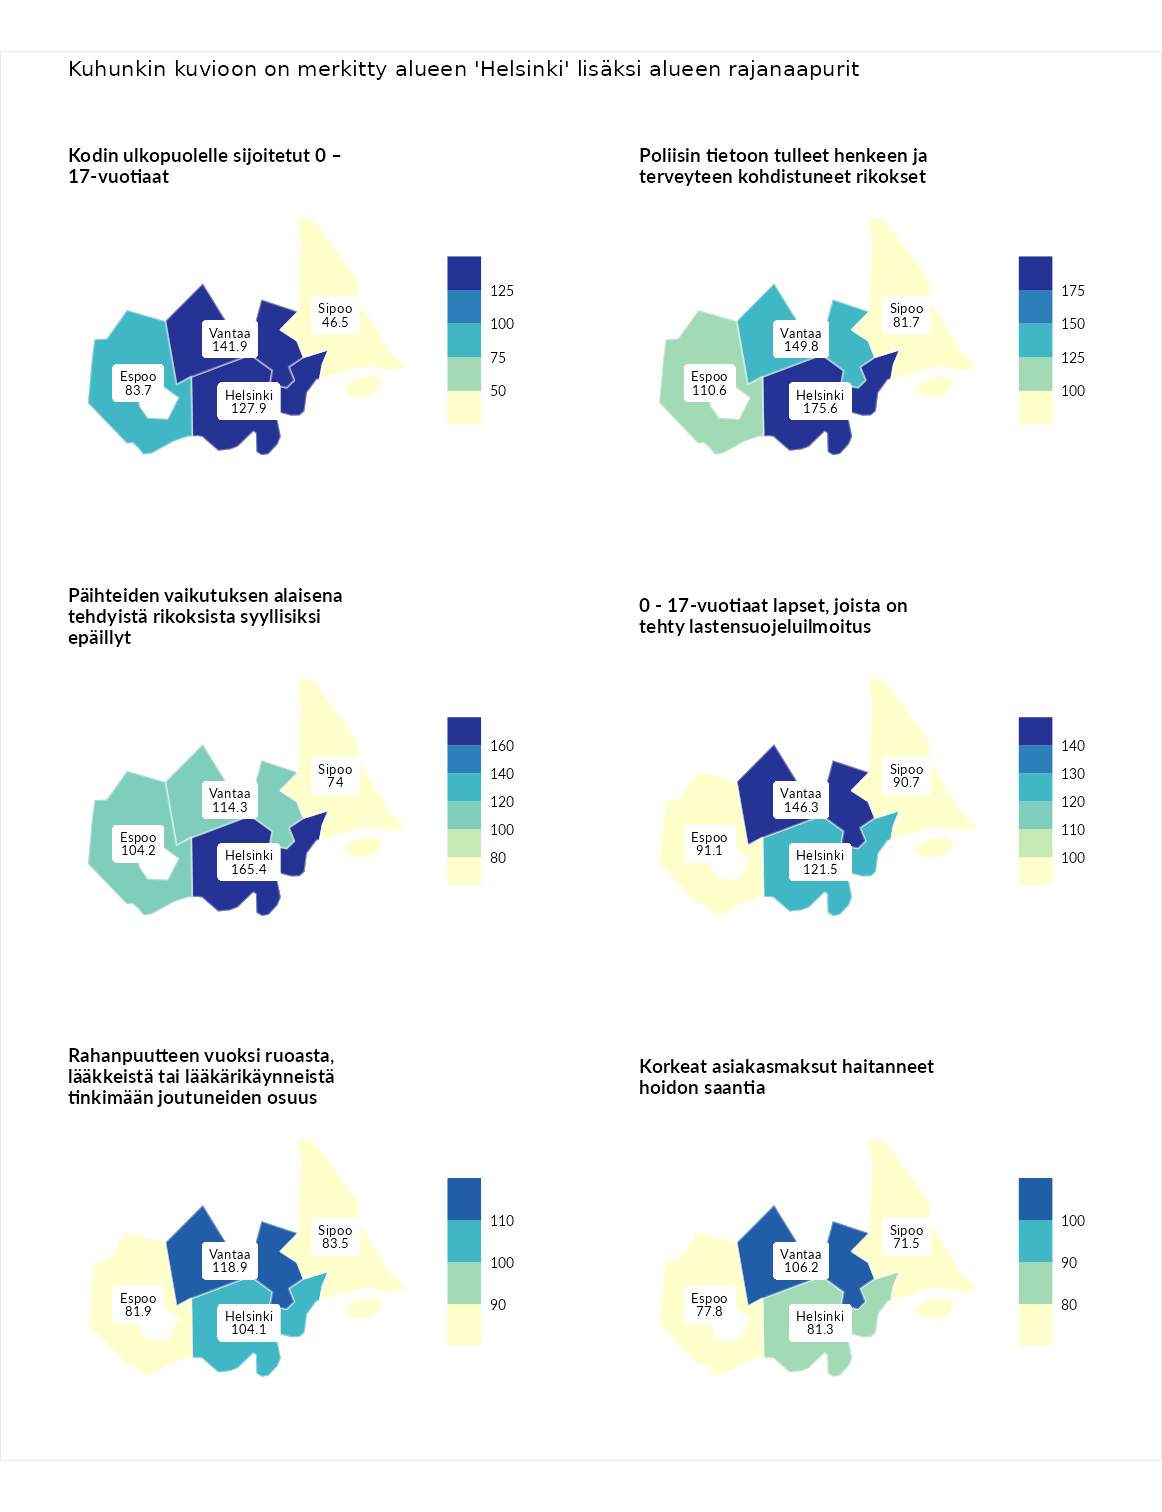 Kuhunkin kuvioon on merkitty alueen 'Helsinki' lisäksi alueen rajanaapurit
Kodin ulkopuolelle sijoitetut 0 –
17-vuotiaat
Sipoo
46.5
Vantaa
141.9
Espoo
83.7
Helsinki
127.9
125
100
75
50
Poliisin tietoon tulleet henkeen ja
terveyteen kohdistuneet rikokset
Sipoo
81.7
Vantaa
149.8
Espoo
110.6
Helsinki
175.6
175
150
125
100
Päihteiden vaikutuksen alaisena
tehdyistä rikoksista syyllisiksi
epäillyt
Sipoo
74
Vantaa
114.3
Espoo
104.2
Helsinki
165.4
160
140
120
100
80
0 - 17-vuotiaat lapset, joista on
tehty lastensuojeluilmoitus
Sipoo
90.7
Vantaa
146.3
Espoo
91.1
Helsinki
121.5
140
130
120
110
100
Rahanpuutteen vuoksi ruoasta,
lääkkeistä tai lääkärikäynneistä
tinkimään joutuneiden osuus
Sipoo
83.5
Vantaa
118.9
Espoo
81.9
Helsinki
104.1
110
100
90
Korkeat asiakasmaksut haitanneet
hoidon saantia
Sipoo
71.5
Vantaa
106.2
Espoo
77.8
Helsinki
81.3
100
90
80